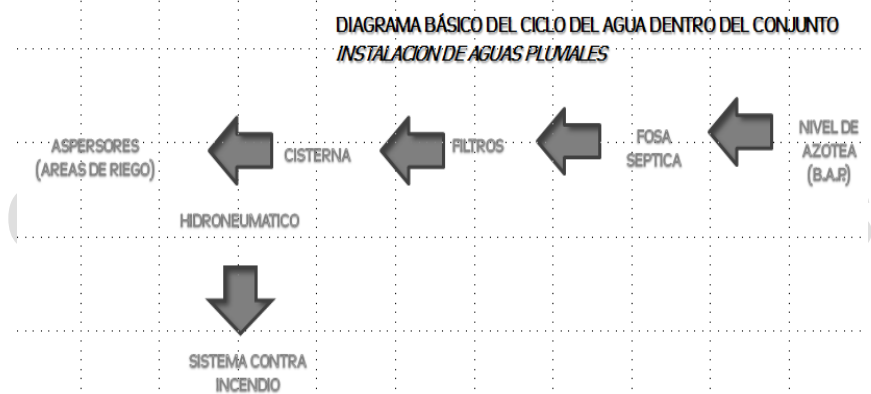 DIAGRAMA BÁSICO DEL CICLO DEL AGUA DENTRO DEL CONJUNTO
INSTALACION DE AGUAS PLUVIALES
ASPERSORES
(AREAS DE RIEGO)
CISTERNA
FILTROS
FOSA
SEPTICA
NIVEL DE
AZOTEA
(B.A.P.)
HIDRONEUMATICO
SISTEMA CONTRA
INCENDIO